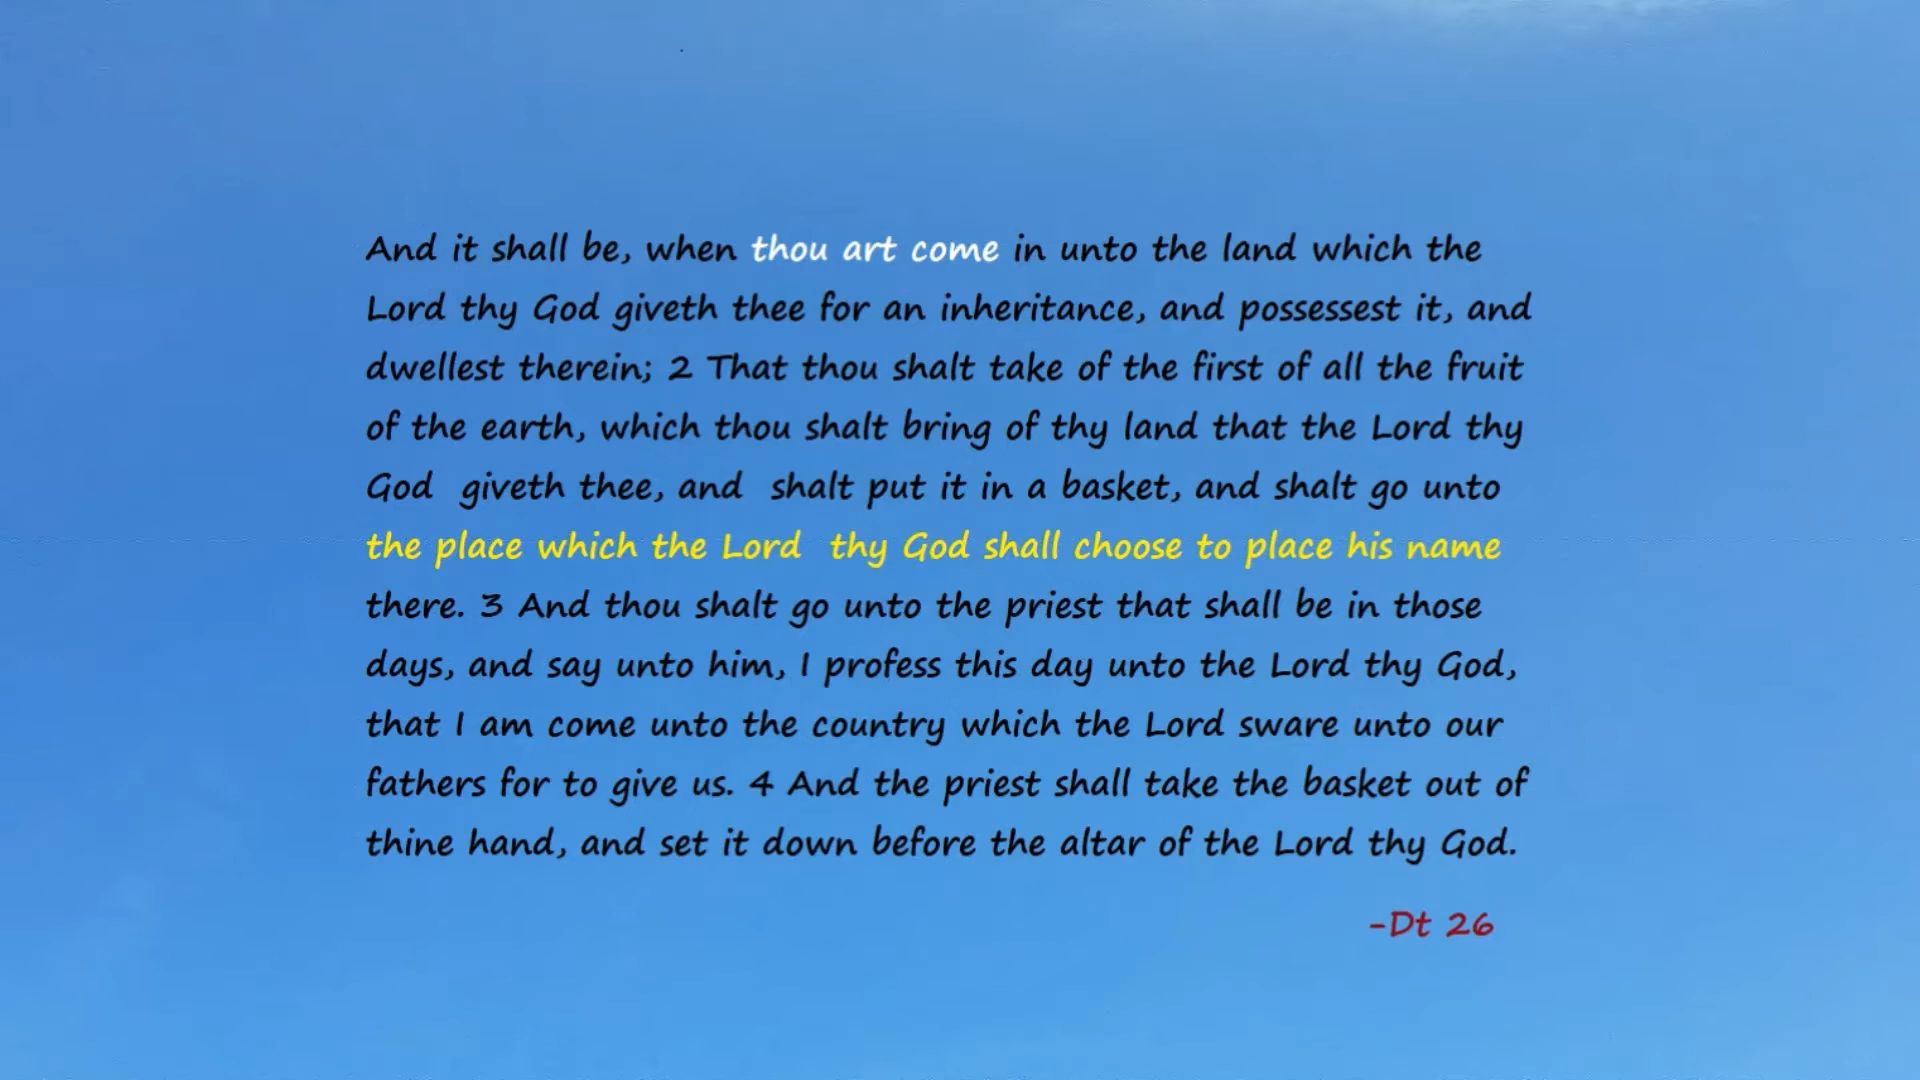 And it shall be, when thou art come in unto the land which the
Lord thy God giveth thee for an inheritance, and possessest it, and
dwellest therein; 2 That thou shalt take of the first of all the fruit
of the earth, which thou shalt bring of thy land that the Lord thy
God giveth thee, and shalt put it in a basket, and shalt go unto
the place which the Lord thy God shall choose to place his name
there. 3 And thou shalt go unto the priest that shall be in those
days, and say unto him, I profess this day unto the Lord thy God,
that I am come unto the country which the Lord sware unto our
fathers for to give us. 4 And the priest shall take the basket out of
thine hand, and set it down before the altar of the Lord thy God.
-Dt 26